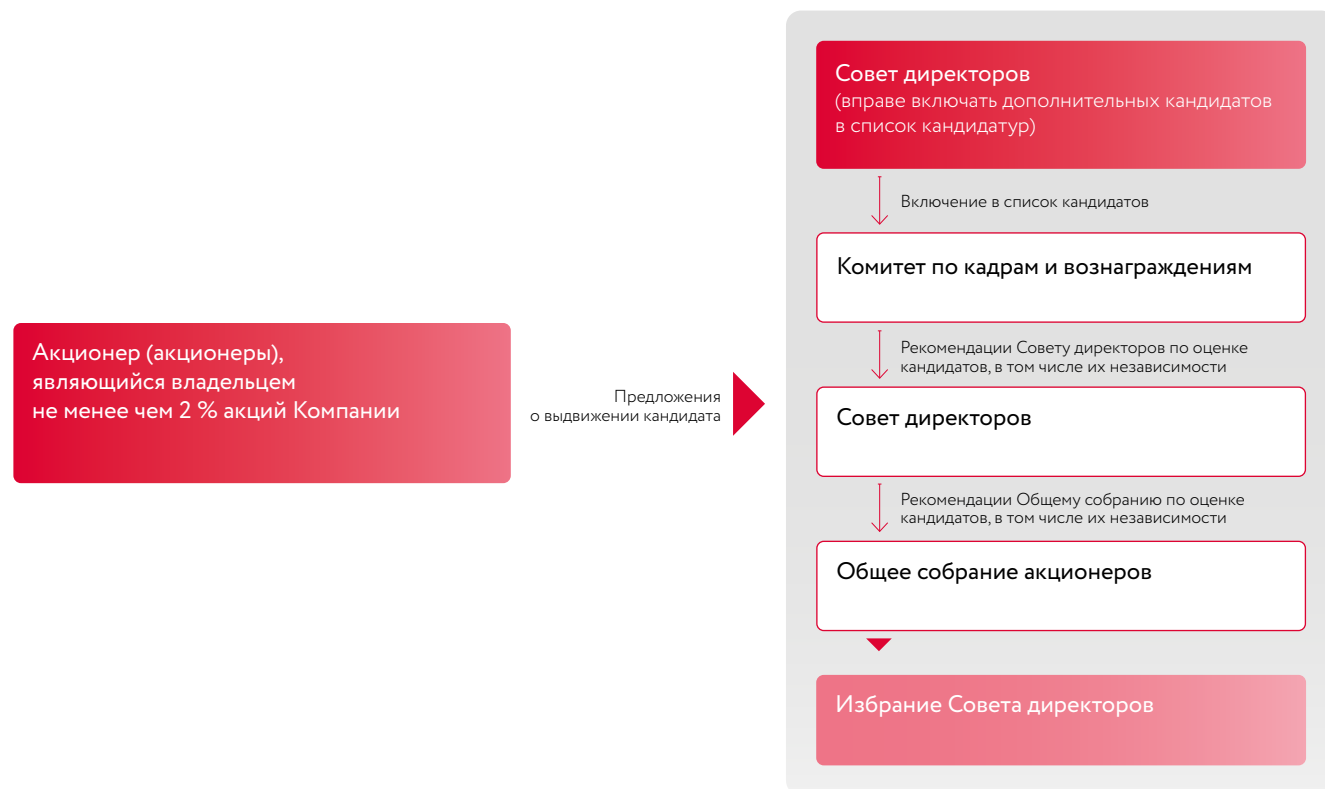 Акционер (акционеры),
являющийся владельцем
не менее чем 2 % акций Компании
Предложения
о выдвижении кандидата
Совет директоров
(вправе включать дополнительных кандидатов
в список кандидатур)
Включение в список кандидатов
Комитет по кадрам и вознаграждениям
Рекомендации Совету директоров по оценке
кандидатов, в том числе их независимости
Совет директоров
Рекомендации Общему собранию по оценке
кандидатов, в том числе их независимости
Общее собрание акционеров
Избрание Совета директоров